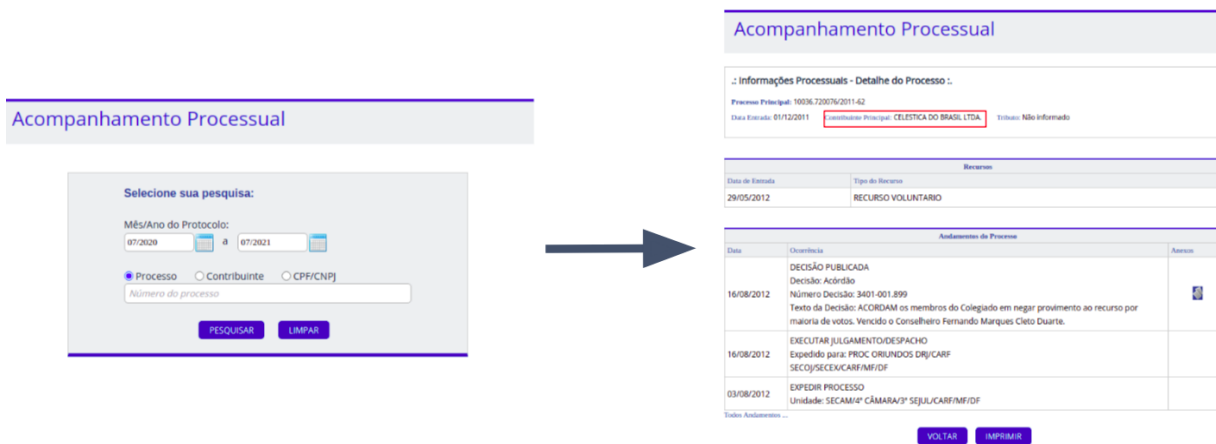 Acompanhamento Processual
Selecione sua pesquisa:
Mês/Ano do Protocolo:
07/2020 a 07/2021
Processo Contribuinte CPF/CNPJ
Número do processo
PESQUISAR LIMPAR
Acompanhamento Processual
.: Informações Processuais - Detalhe do Processo :.
Processo Principal: 10036.720076/2011-62
Data Entrada: 01/12/2011 Contribuinte Principal: CELESTICA DO BRASIL LTDA. Tributo: Não Informado
Recursos
Data de Entrada Tipo do Recurso
29/05/2012 RECURSO VOLUNTARIO
Andamentos do Processo
Data Ocorrência Anexos
DECISÃO PUBLICADA
Decisão: Acórdão
16/08/2012 Número Decisão: 3401-001.899
Texto da Decisão: ACORDAM os membros do Colegiado em negar provimento ao recurso por
maioria de votos. Vencido o Conselheiro Fernando Marques Cleto Duarte.
EXECUTAR JULGAMENTO/DESPACHO
16/08/2012 Expedido para: PROC ORIUNDOS DRJ/CARF
SECOJ/SECEX/CARF/MF/DF
03/08/2012 EXPEDIR PROCESSO
Unidade: SECAM/4ª CÂMARA/3ª SEJUL/CARF/MF/DF
Todos Andamentos ...
VOLTAR IMPRIMIR